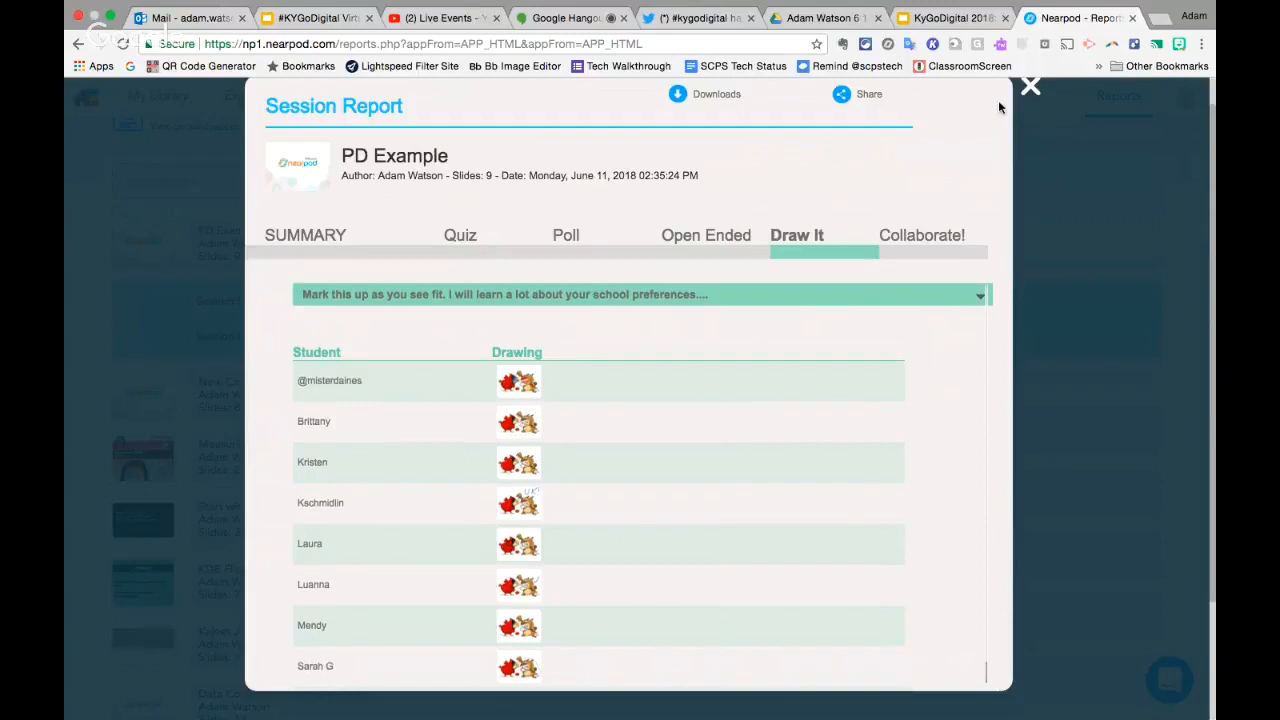 Mail - adam.watso
#KYGoDigital Virt
(2) Live Events - Y
Google Hangou
(*) #kygodigital ha
Adam Watson 6 1
KyGoDigital 2018:
Nearpod - Report
Adam
Secure
https://np1.nearpod.com/reports.php?appFrom=APP_HTML&appFrom=APP_HTML
Apps
QR Code Generator
Bookmarks
Lightspeed Filter Site
Bb Image Editor
Tech Walkthrough
SCPS Tech Status
Remind @scpstech
ClassroomScreen
»
Other Bookmarks
My Library
Reports
Session Report
Downloads
Share
nearpod
PD Example
Author: Adam Watson - Slides: 9 - Date: Monday, June 11, 2018 02:35:24 PM
SUMMARY
Quiz
Poll
Open Ended
Draw It
Collaborate!
Mark this up as you see fit. I will learn a lot about your school preferences....
Student
Drawing
@misterdaines
Brittany
Kristen
Kschmidlin
Laura
Luanna
Mendy
Sarah G